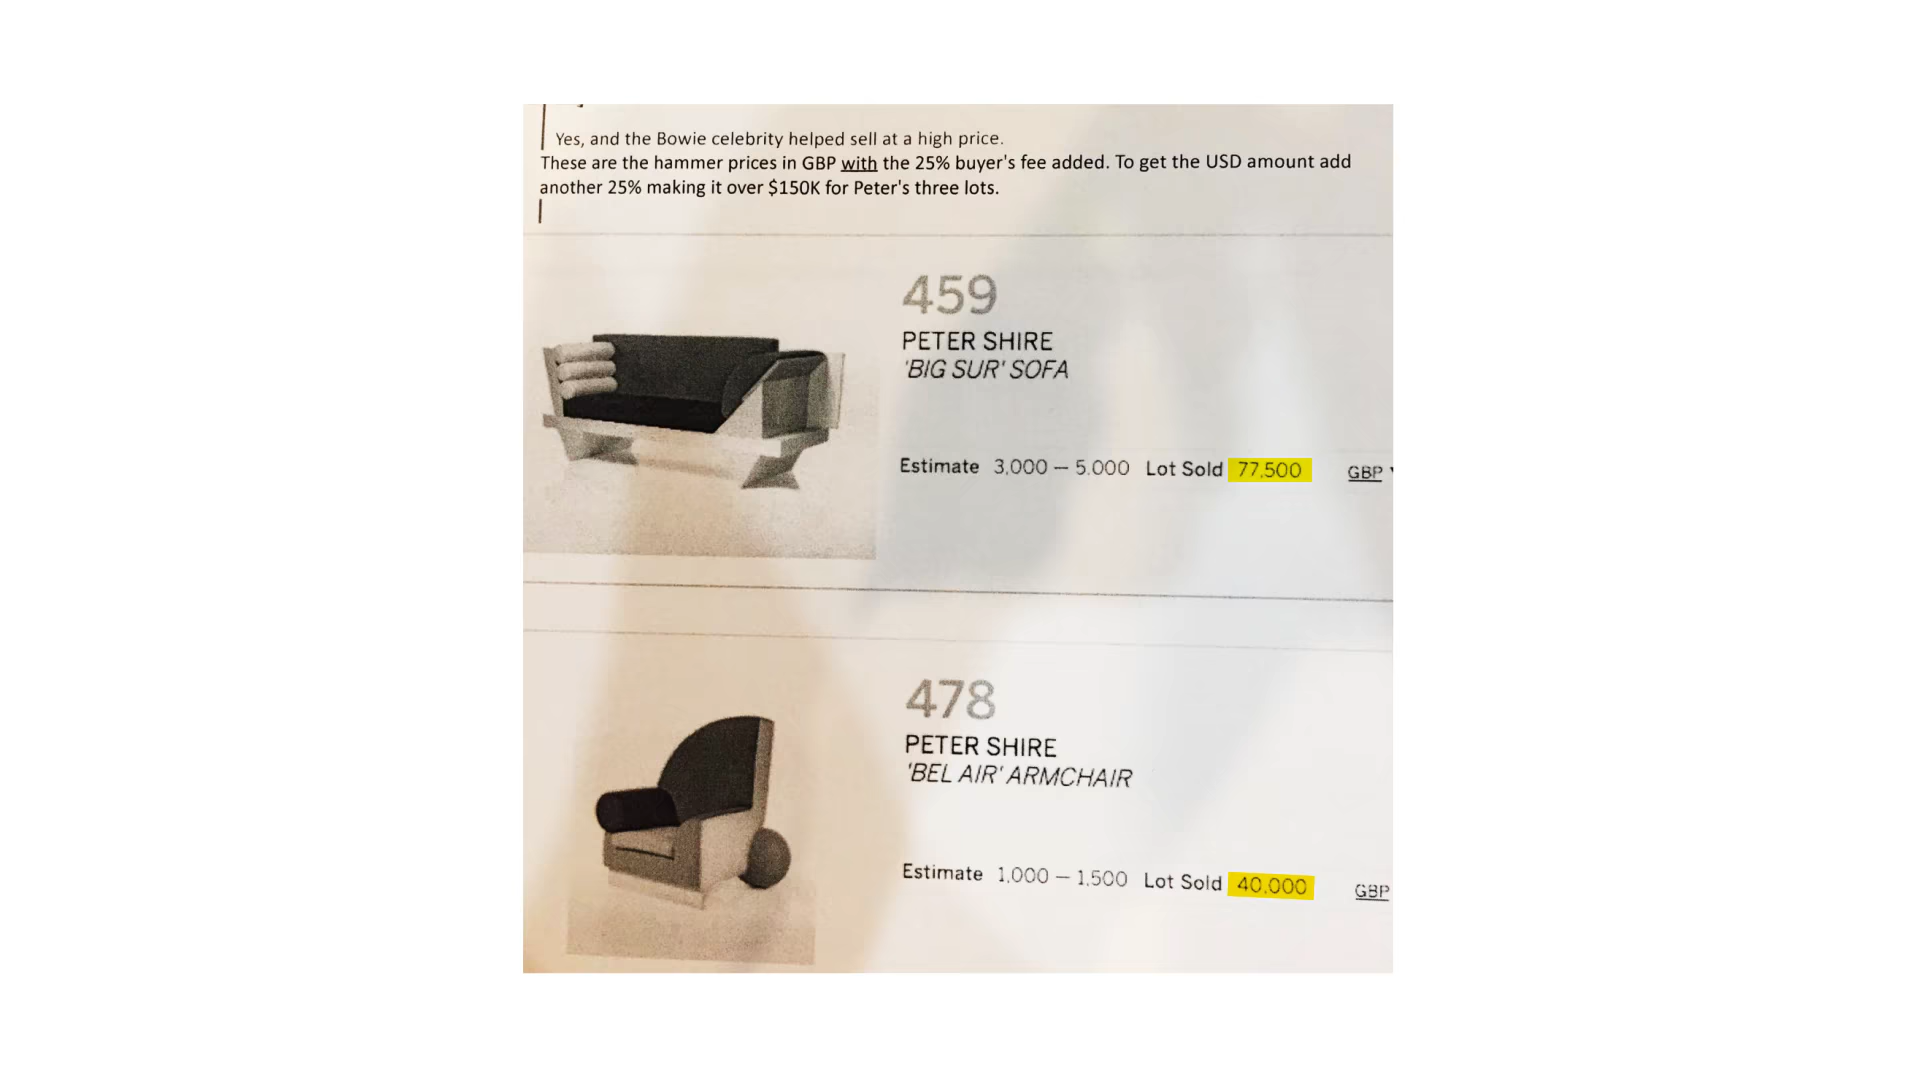 Yes, and the Bowie celebrity helped sell at a high price.
These are the hammer prices in GBP with the 25% buyer's fee added. To get the USD amount add
another 25% making it over $150K for Peter's three lots.
459
PETER SHIRE
'BIG SUR' SOFA
Estimate 3,000 – 5.000 Lot Sold 77,500 GBP
478
PETER SHIRE
'BEL AIR' ARMCHAIR
Estimate 1,000 – 1,500 Lot Sold 40,000 GBP